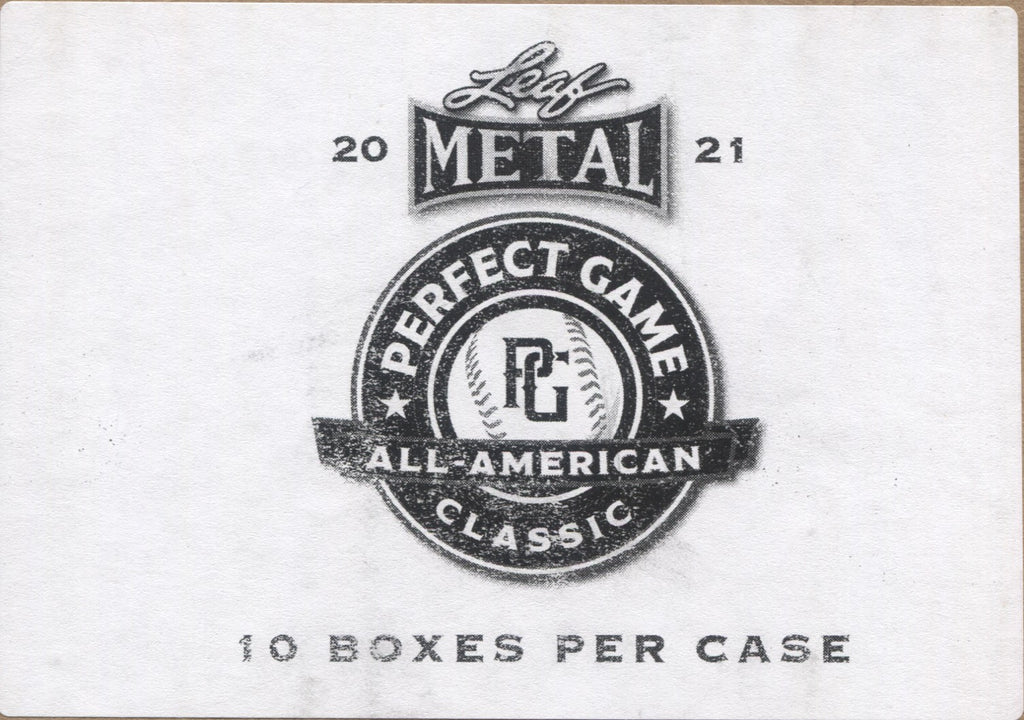 Leaf
20 METAL 21
PERFECT GAME
PG
ALL-AMERICAN
CLASSIC
10 BOXES PER CASE